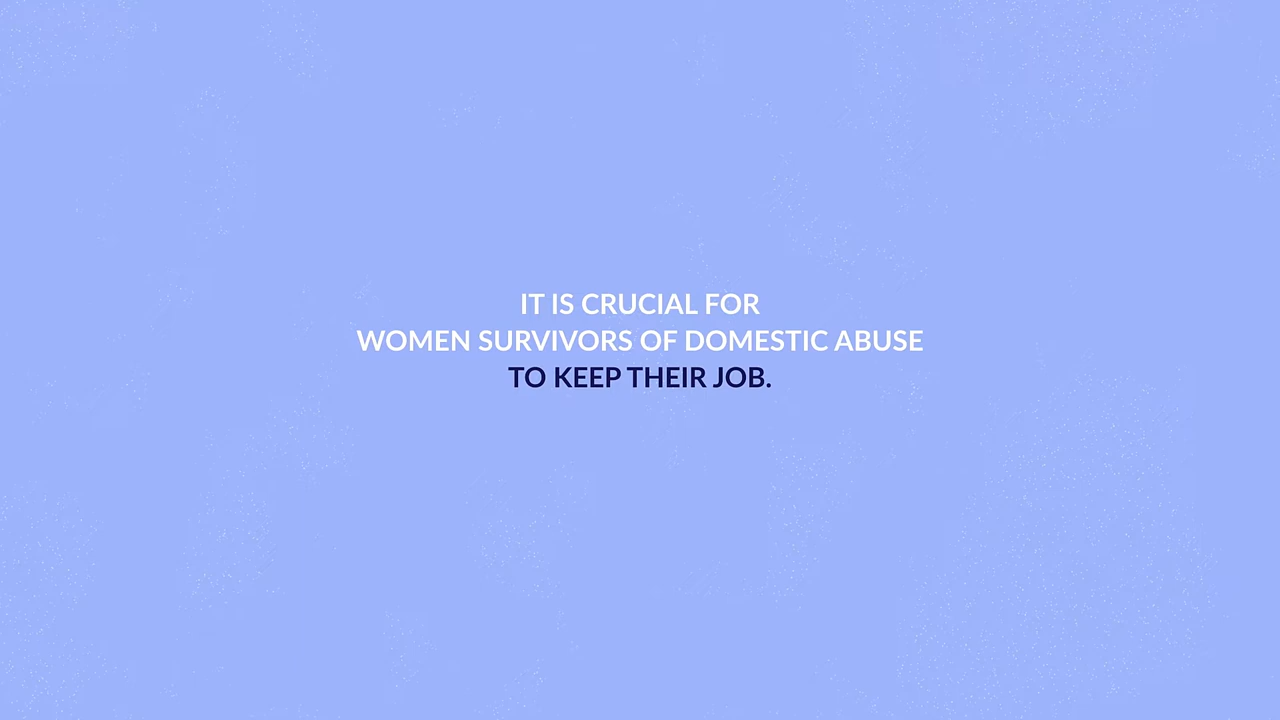 IT IS CRUCIAL FOR
WOMEN SURVIVORS OF DOMESTIC ABUSE
TO KEEP THEIR JOB.